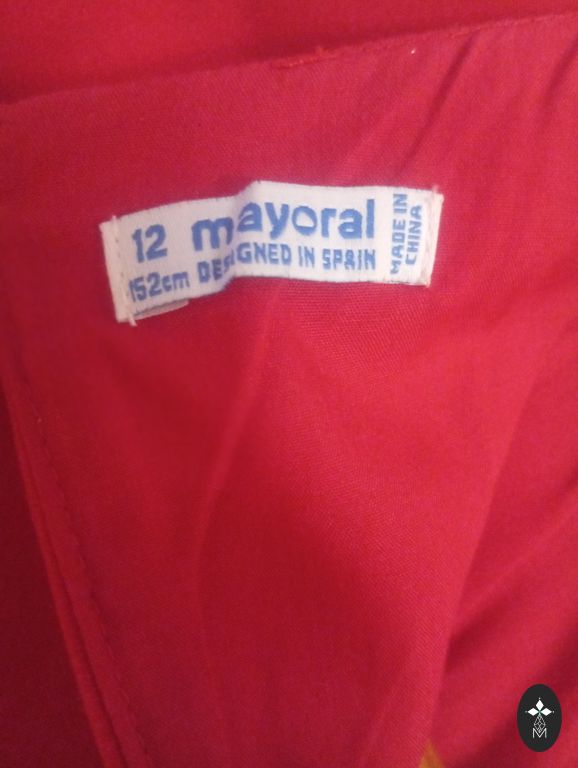 12 mayoral
152cm DESIGNED IN SPAIN
MADE IN
CHINA
M